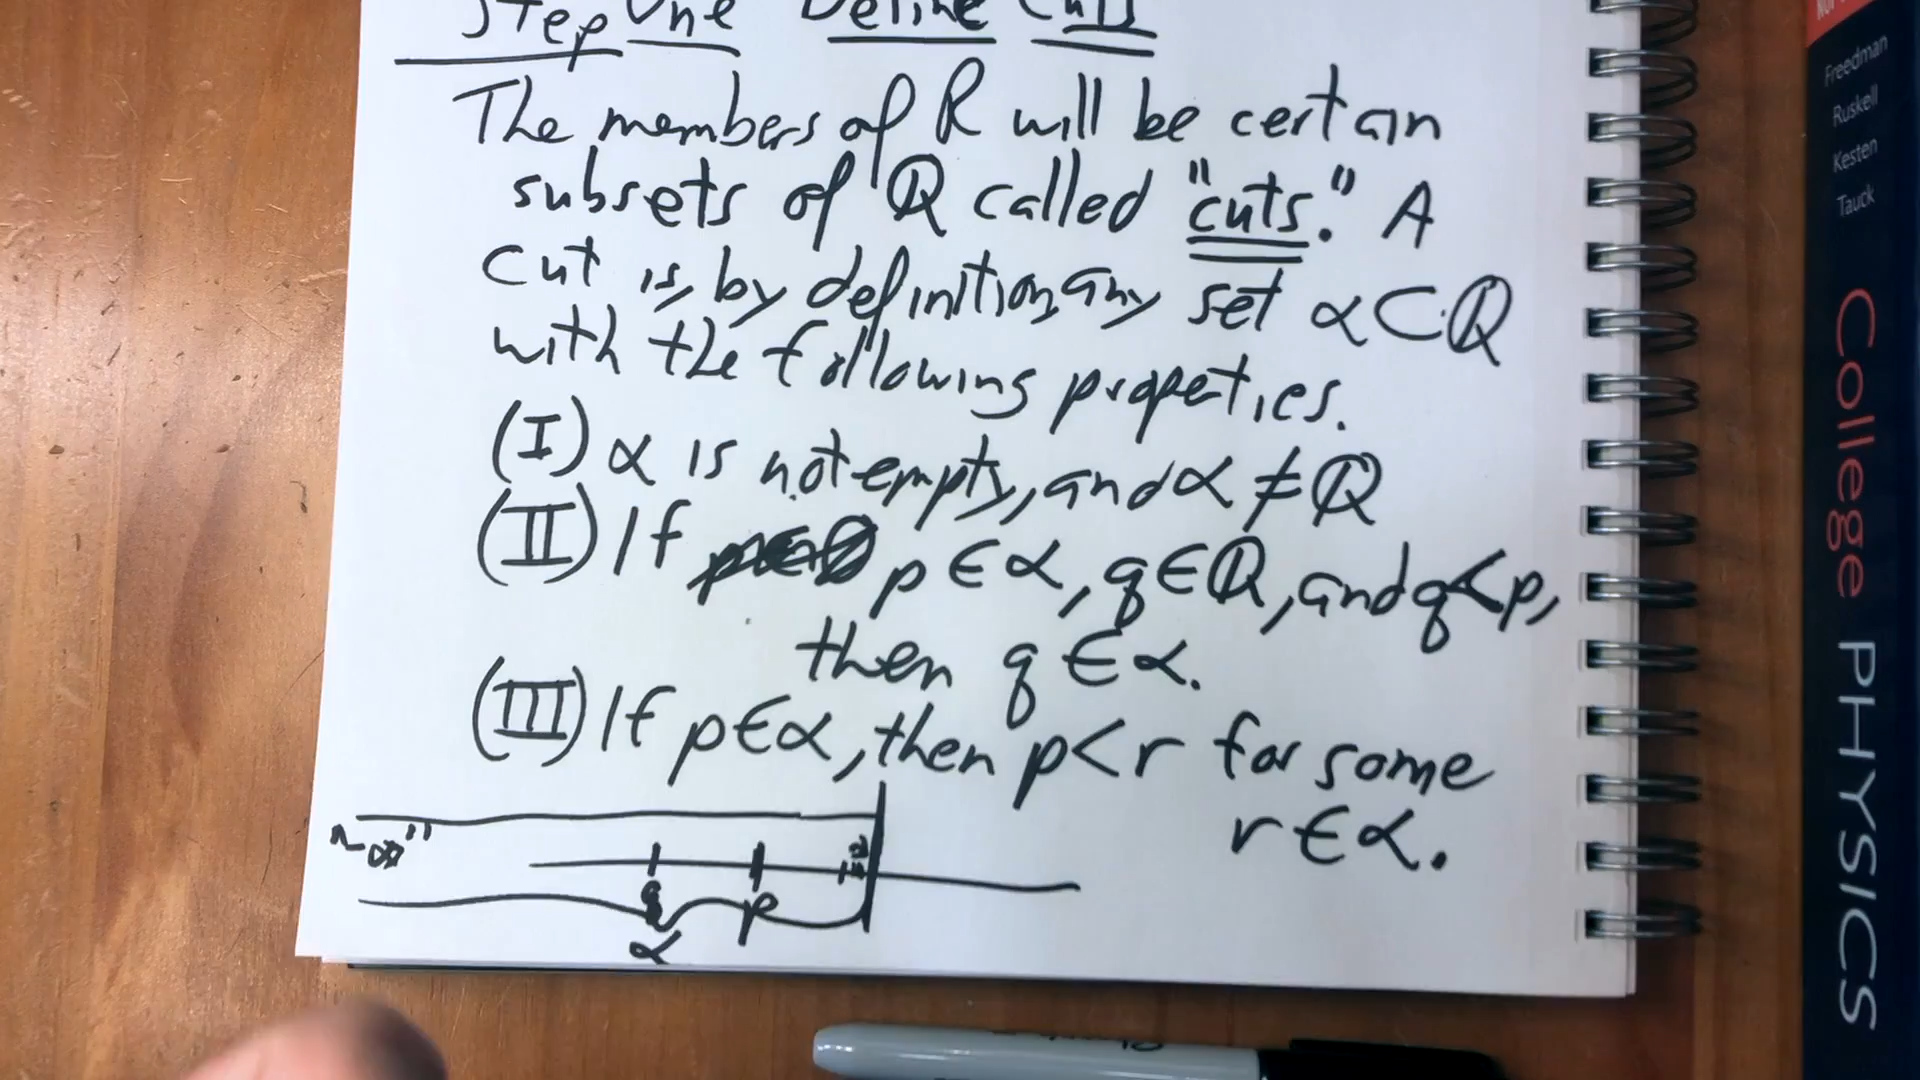 Step One Define Cuts
The members of R will be certain
subsets of Q called "cuts." A
cut is, by definition, any set α⊂Q
with the following properties.
(I) α is not empty, and α ≠ Q
(II) If p∈α, q∈Q, and q<p,
then q∈α.
(III) If p∈α, then p<r for some
r∈α.
"-∞"
q p
α
Freedman
Ruskell
Kesten
Tauck
College PHYSICS